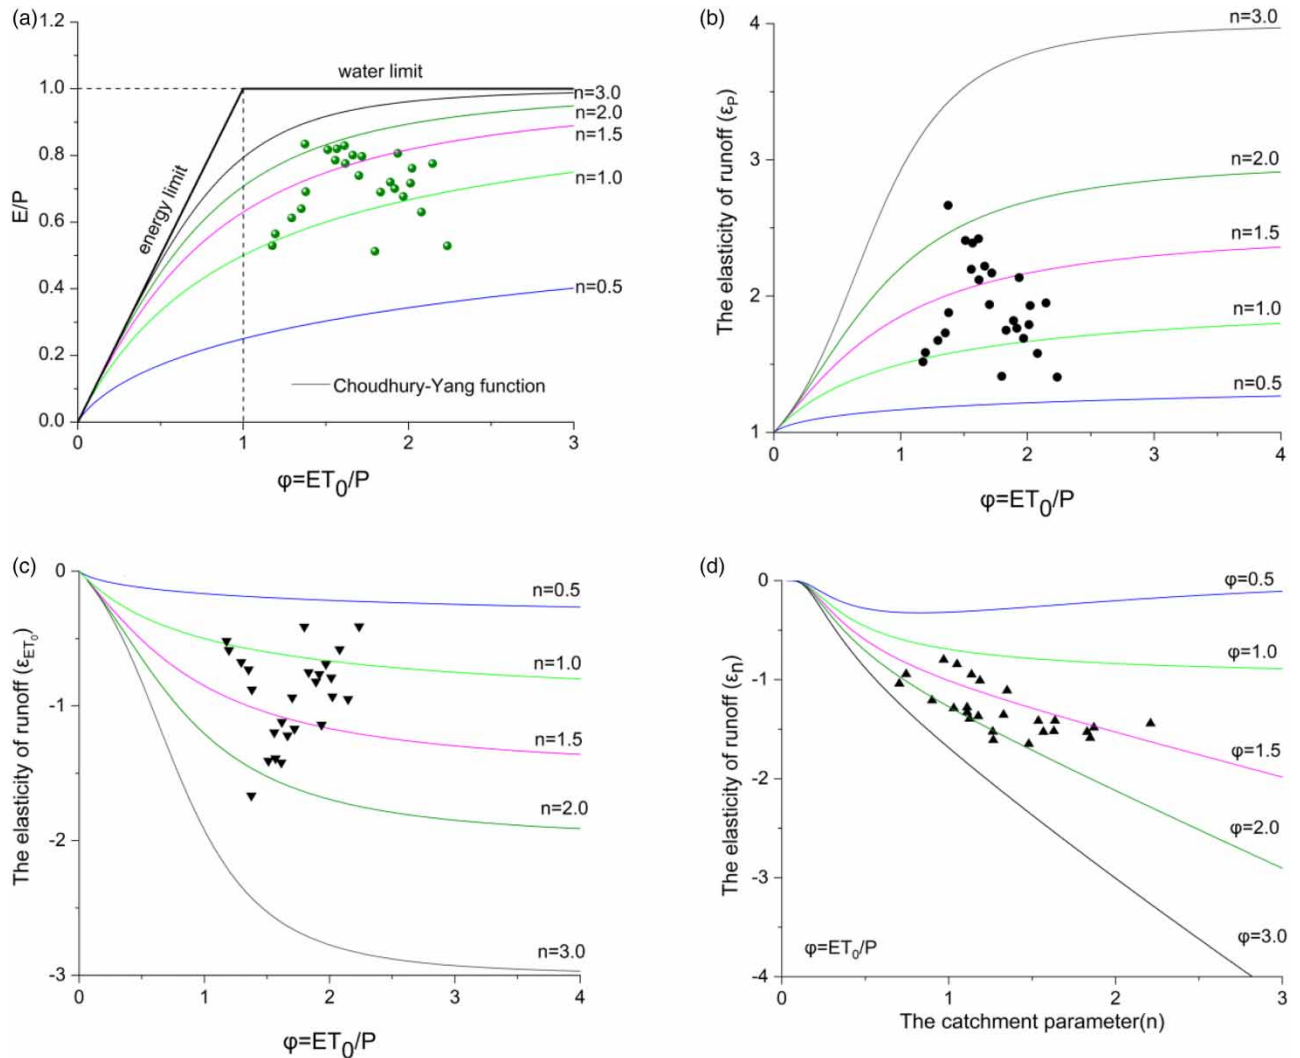 (a)
1.2
1.0
0.8
0.6
0.4
0.2
0.0
E/P
water limit
energy limit
n=3.0
n=2.0
n=1.5
n=1.0
n=0.5
Choudhury-Yang function
0 1 2 3
φ=ET0/P
(b)
4
3
2
1
The elasticity of runoff (εP)
n=3.0
n=2.0
n=1.5
n=1.0
n=0.5
0 1 2 3 4
φ=ET0/P
(c)
0
-1
-2
-3
The elasticity of runoff (εET0)
n=0.5
n=1.0
n=1.5
n=2.0
n=3.0
0 1 2 3 4
φ=ET0/P
(d)
0
-1
-2
-3
-4
The elasticity of runoff (εn)
φ=0.5
φ=1.0
φ=1.5
φ=2.0
φ=3.0
φ=ET0/P
0 1 2 3
The catchment parameter(n)